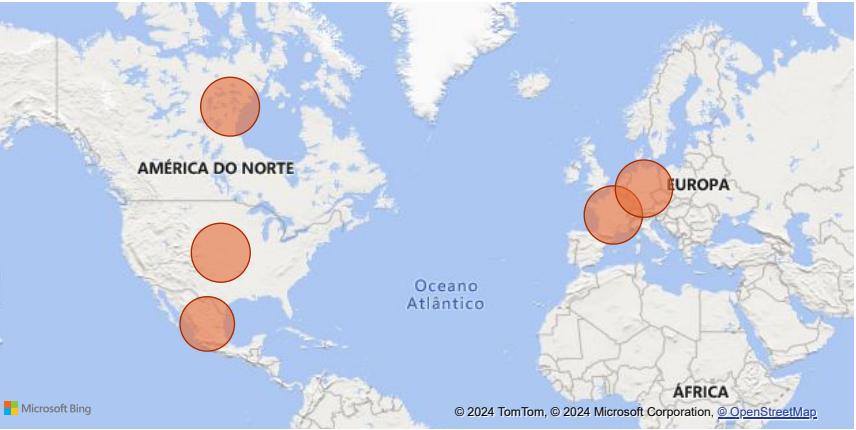 AMÉRICA DO NORTE
EUROPA
Oceano
Atlântico
ÁFRICA
Microsoft Bing
© 2024 TomTom, © 2024 Microsoft Corporation, © OpenStreetMap